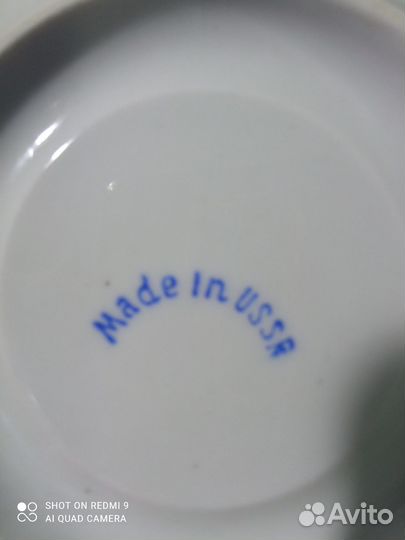 Made in USSR
SHOT ON REDMI 9
AI QUAD CAMERA
Avito